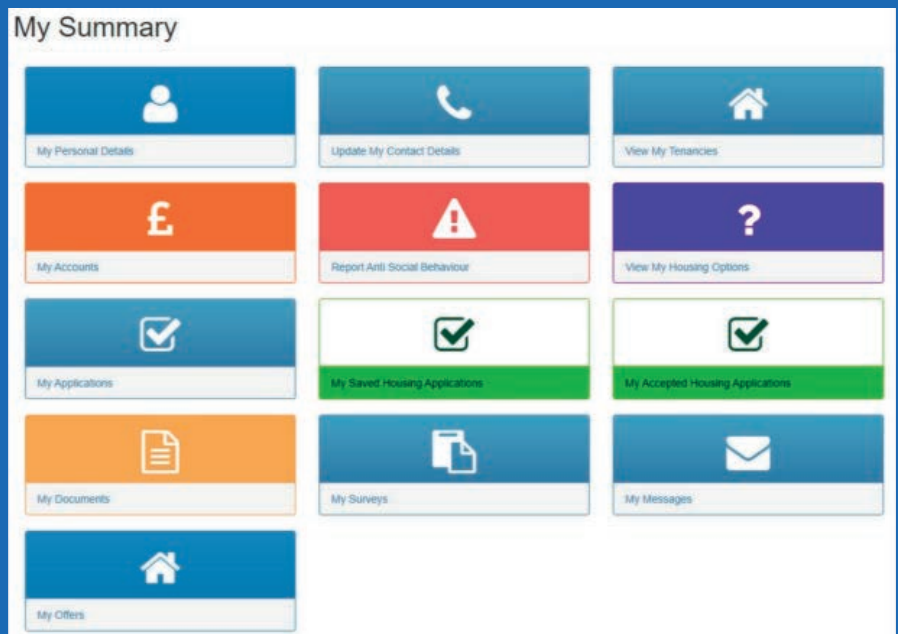 My Summary
My Personal Details
Update My Contact Details
View My Tenancies
£
My Accounts
Report Anti Social Behaviour
?
View My Housing Options
My Applications
My Saved Housing Applications
My Accepted Housing Applications
My Documents
My Surveys
My Messages
My Offers